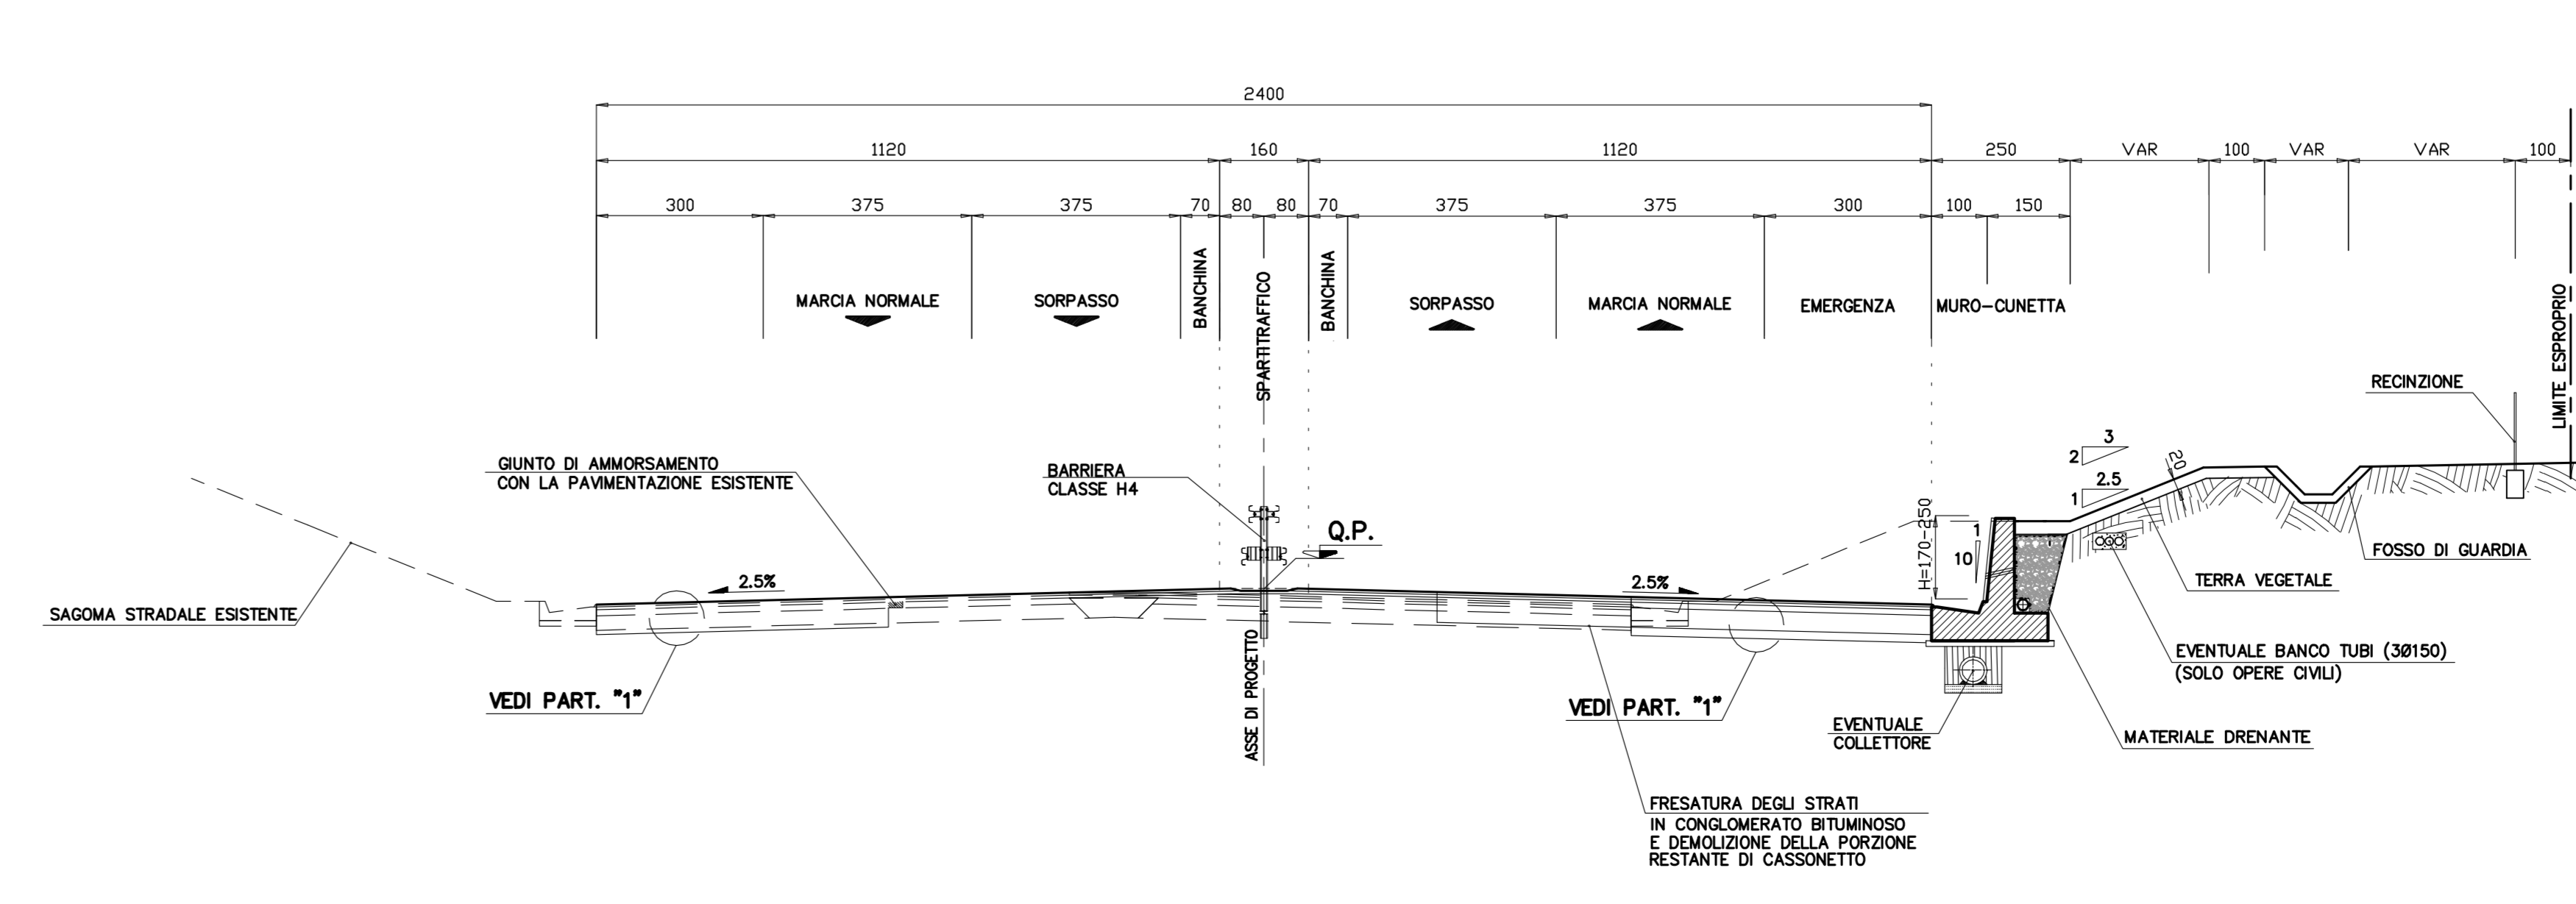 2400
1120 160 1120 250 VAR 100 VAR VAR 100
300 375 375 70 80 80 70 375 375 300 100 150
BANCHINA
SPARTITRAFFICO
BANCHINA
MARCIA NORMALE
SORPASSO
SORPASSO
MARCIA NORMALE
EMERGENZA
MURO-CUNETTA
LIMITE ESPROPRIO
RECINZIONE
3
2
20
2.5
1
GIUNTO DI AMMORSAMENTO
CON LA PAVIMENTAZIONE ESISTENTE
BARRIERA
CLASSE H4
Q.P.
H=170-250
1
10
FOSSO DI GUARDIA
TERRA VEGETALE
2.5%
2.5%
SAGOMA STRADALE ESISTENTE
EVENTUALE BANCO TUBI (3Ø150)
(SOLO OPERE CIVILI)
VEDI PART. "1"
ASSE DI PROGETTO
VEDI PART. "1"
EVENTUALE
COLLETTORE
MATERIALE DRENANTE
FRESATURA DEGLI STRATI
IN CONGLOMERATO BITUMINOSO
E DEMOLIZIONE DELLA PORZIONE
RESTANTE DI CASSONETTO